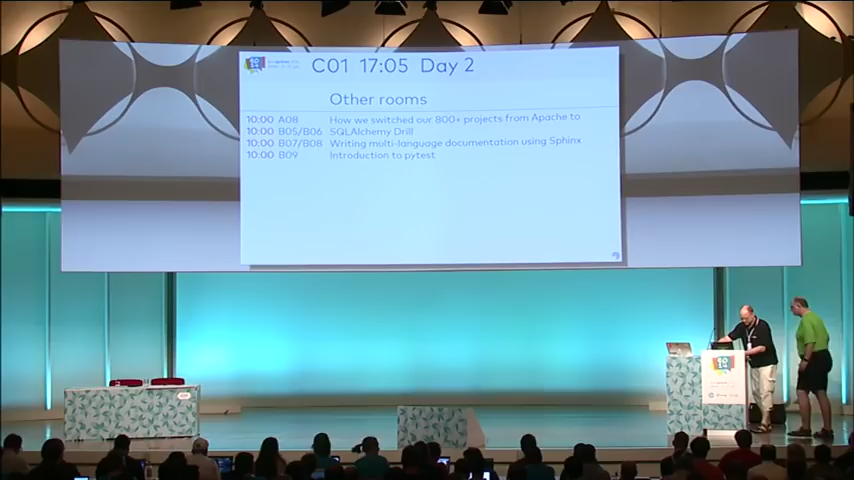 C01 17:05 Day 2
Other rooms
10:00 A08 How we switched our 800+ projects from Apache to
10:00 B05/B06 SQLAlchemy Drill
10:00 B07/B08 Writing multi-language documentation using Sphinx
10:00 B09 Introduction to pytest